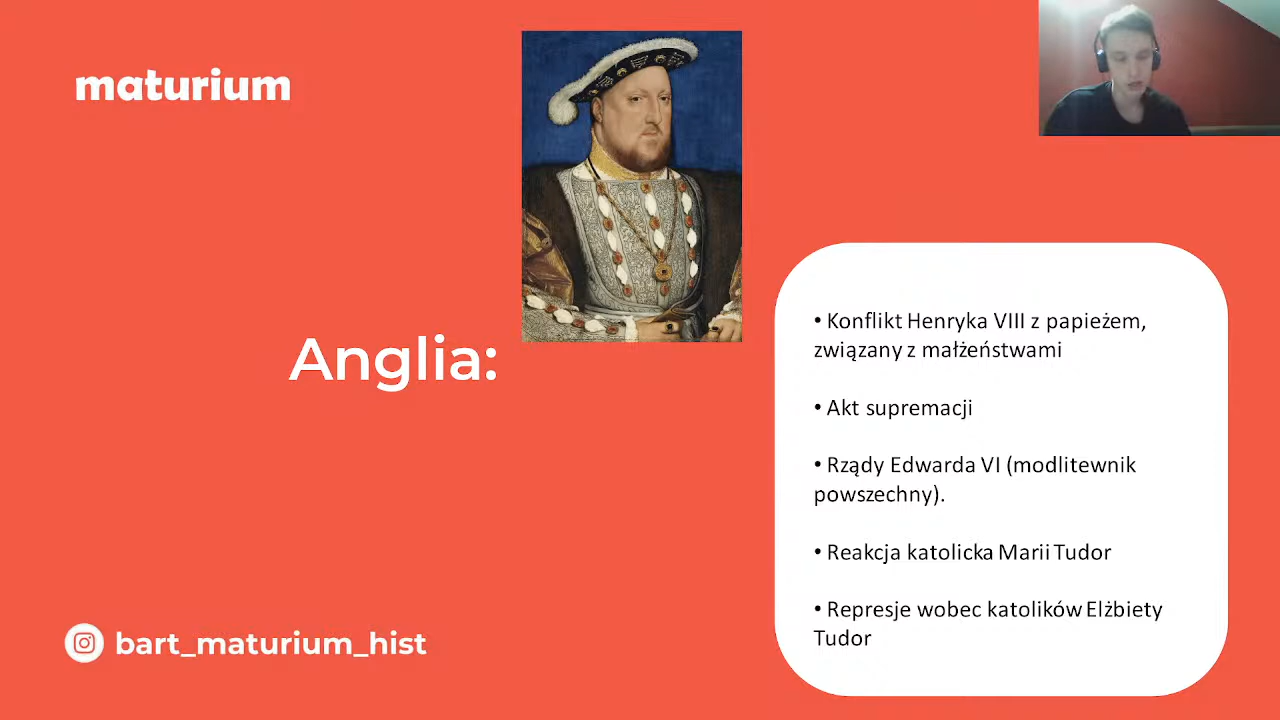 maturium
Anglia:
• Konflikt Henryka VIII z papieżem,
związany z małżeństwami
• Akt supremacji
• Rządy Edwarda VI (modlitewnik
powszechny).
• Reakcja katolicka Marii Tudor
• Represje wobec katolików Elżbiety
Tudor
bart_maturium_hist